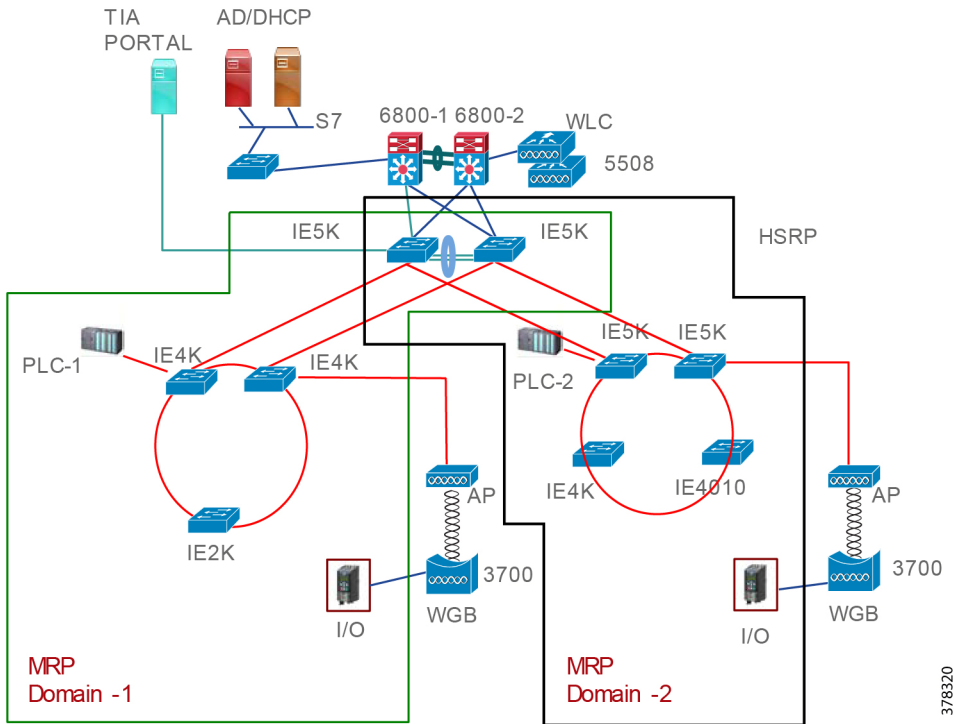 TIA
PORTAL
AD/DHCP
S7
6800-1
6800-2
WLC
5508
IE5K
IE5K
HSRP
PLC-1
IE4K
IE4K
PLC-2
IE5K
IE5K
IE2K
IE4K
IE4010
AP
AP
3700
3700
WGB
WGB
I/O
I/O
MRP
Domain -1
MRP
Domain -2
378320